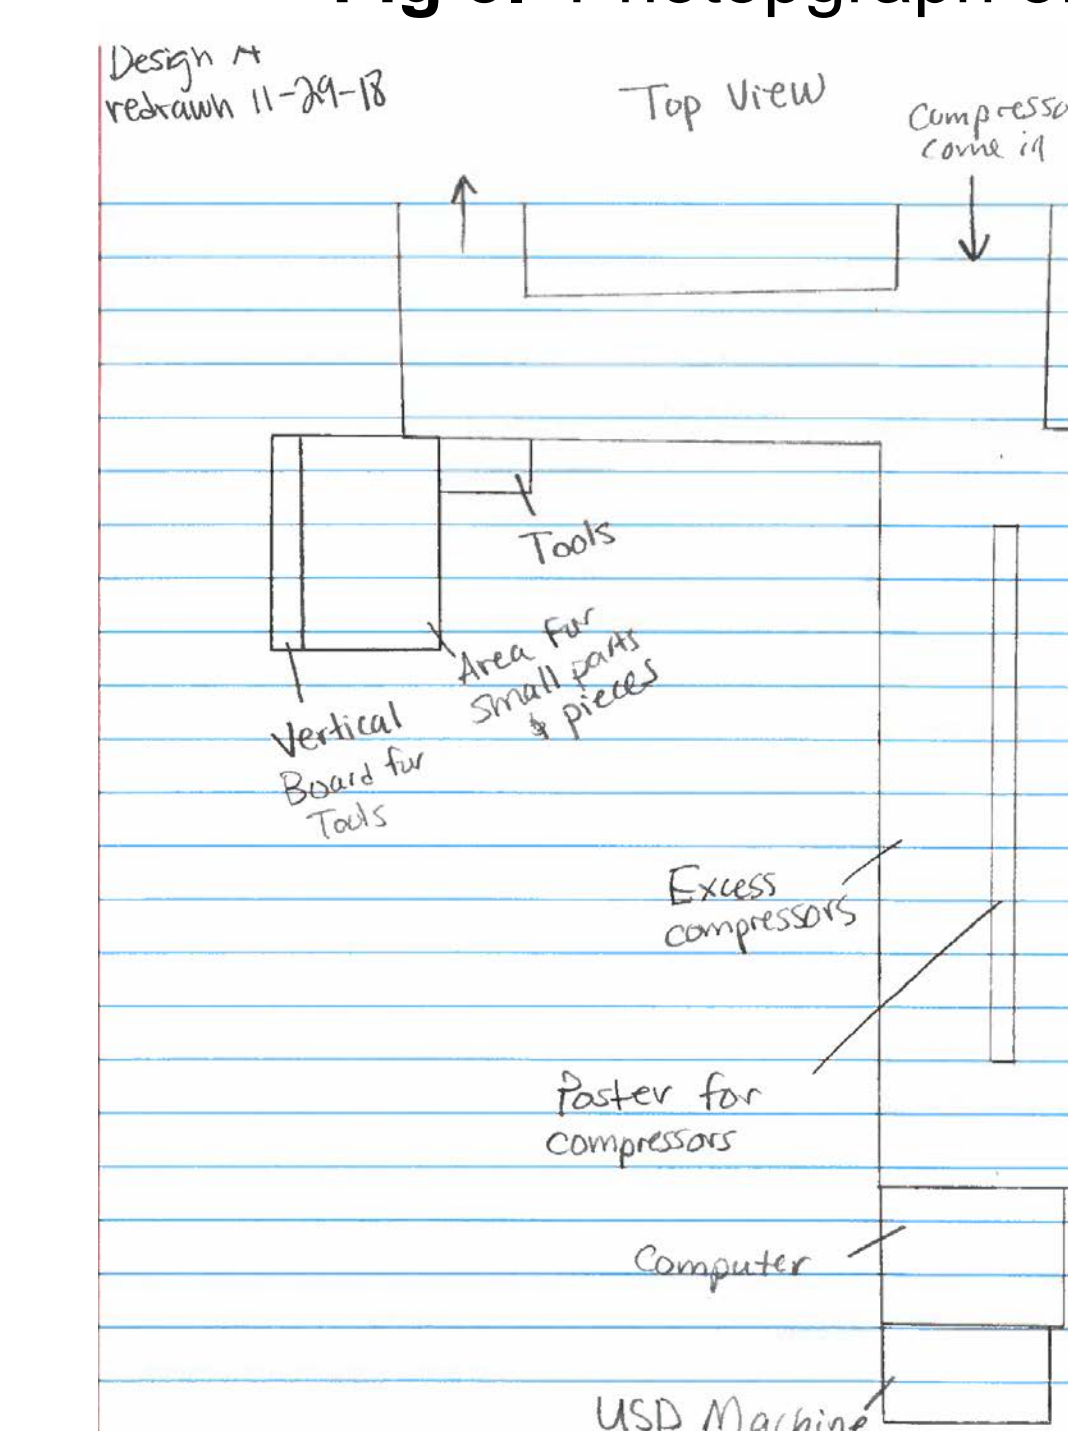 Design A
redrawn 11-29-18
Top View
come in
Tools
Area for
small parts
& pieces
Vertical
Board for
Tools
Excess
compressors
Poster for
compressors
Computer
USD Machine